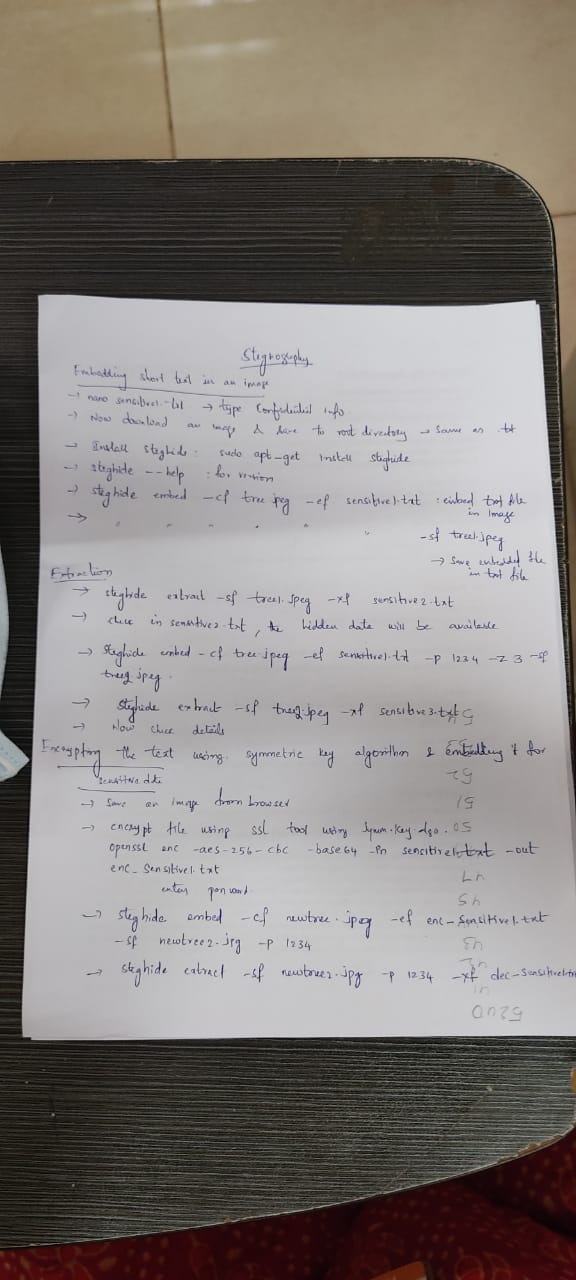 Stegnography
Embedding short text in an image
→ nano sensitive1.txt → type Confidential info.
→ Now download an image & save to root directory → Same as .txt
→ Install steghide : sudo apt-get install steghide
→ steghide --help : for version
→ steghide embed -cf tree.jpeg -ef sensitive1.txt : embed txt file
in Image
→ " " " " " "
-sf tree1.jpeg
→ Save embedded file
in txt file
Extraction
→ steghide extract -sf tree1.jpeg -xf sensitive2.txt
→ check in sensitive2.txt, the hidden data will be available
→ Steghide embed -cf tree.jpeg -ef sensitive1.txt -p 1234 -z 3 -sf
tree2.jpeg.
→ Steghide extract -sf tree2.jpeg -xf sensitive3.txt
→ Now check details
Encrypting the text using symmetric key algorithm & embedding it for
sensitive data
→ Save an image from browser
→ encrypt file using ssl tool using Symm.key.algo.
openssl enc -aes-256-cbc -base64 -in sensitive1.txt -out
enc_Sensitive1.txt
enter password
→ steghide embed -cf newtree.jpeg -ef enc-Sensitive1.txt
-sf newtree2.jpg -p 1234
→ steghide extract -sf newtree2.jpg -p 1234 -xf dec-Sensitive1.tx